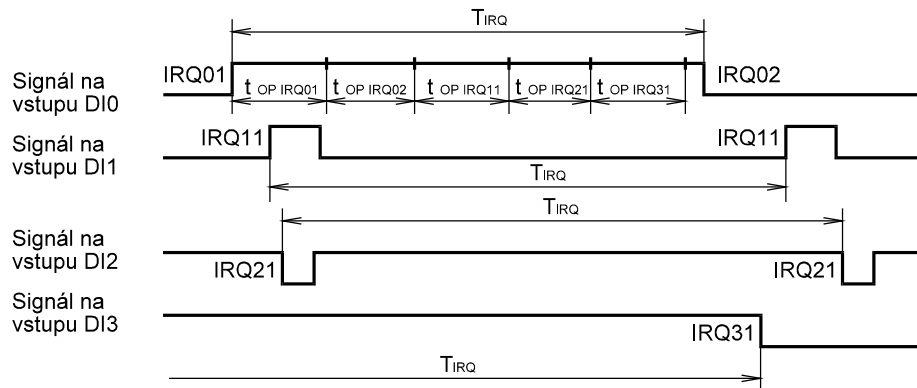 TIRQ
IRQ01
IRQ02
Signál na
vstupu DI0
t OP IRQ01
t OP IRQ02
t OP IRQ11
t OP IRQ21
t OP IRQ31
IRQ11
IRQ11
Signál na
vstupu DI1
TIRQ
TIRQ
Signál na
vstupu DI2
IRQ21
IRQ21
Signál na
vstupu DI3
IRQ31
TIRQ